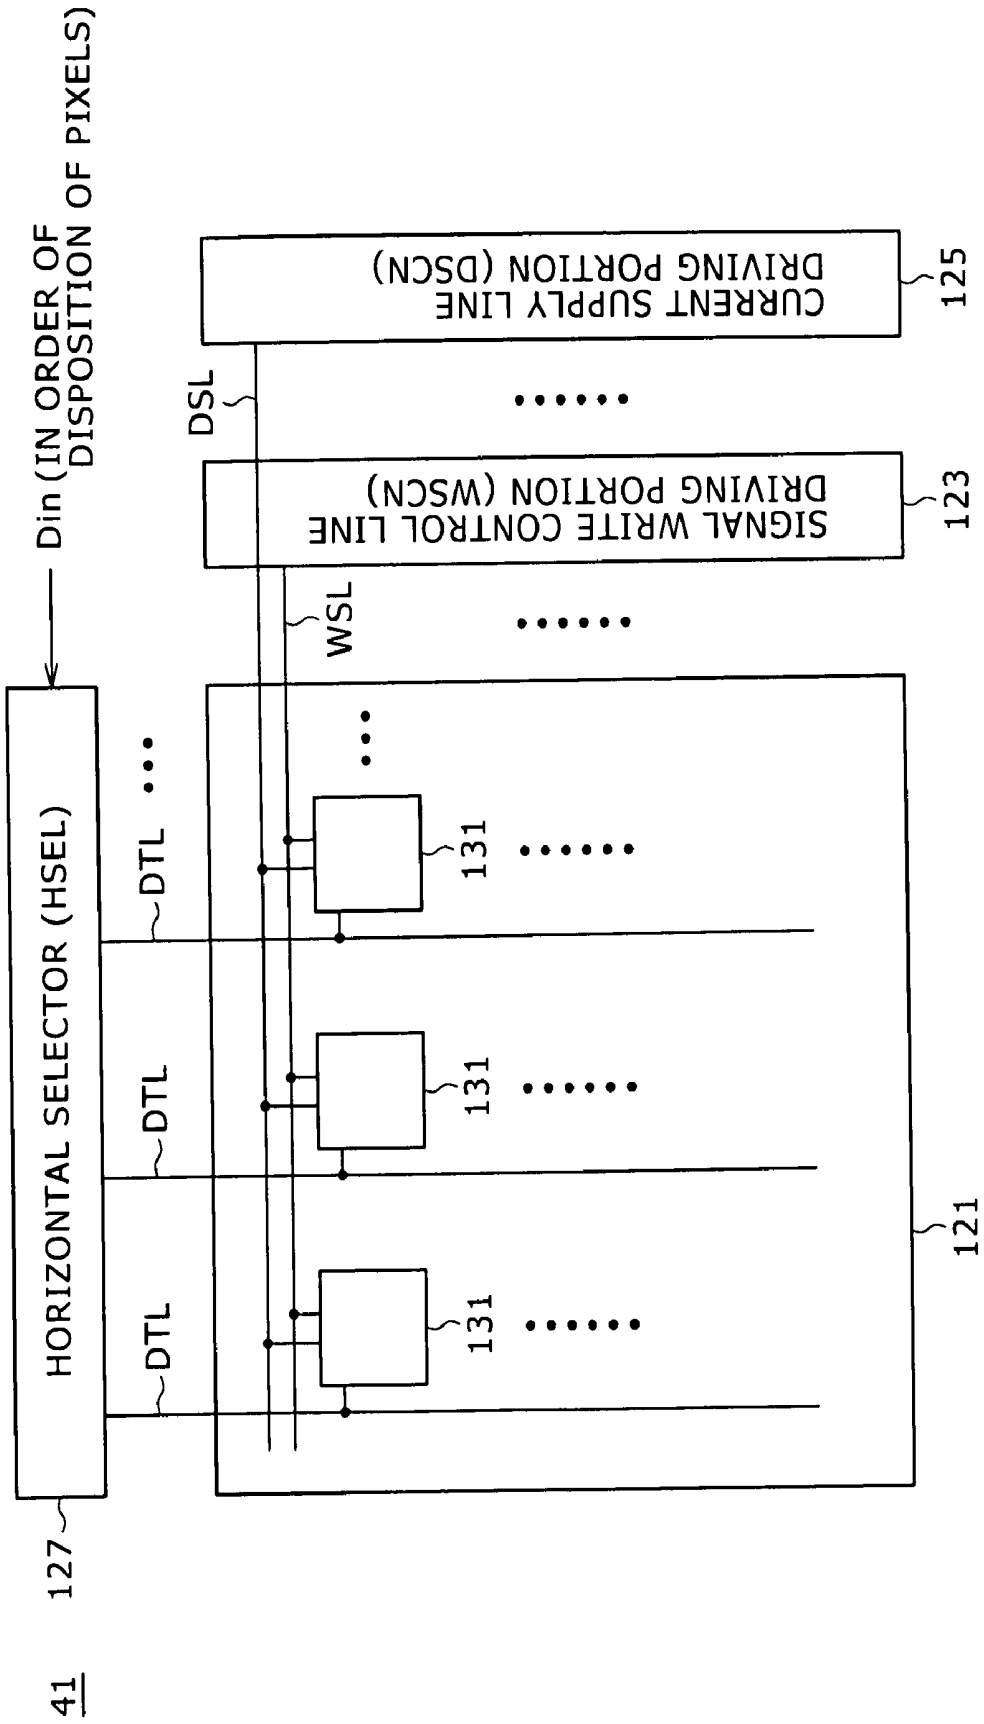 41
127
HORIZONTAL SELECTOR (HSEL)
Din (IN ORDER OF
DISPOSITION OF PIXELS)
DTL
DTL
DTL
DSL
WSL
131
131
131
SIGNAL WRITE CONTROL LINE
DRIVING PORTION (WSCN)
CURRENT SUPPLY LINE
DRIVING PORTION (DSCN)
121
123
125